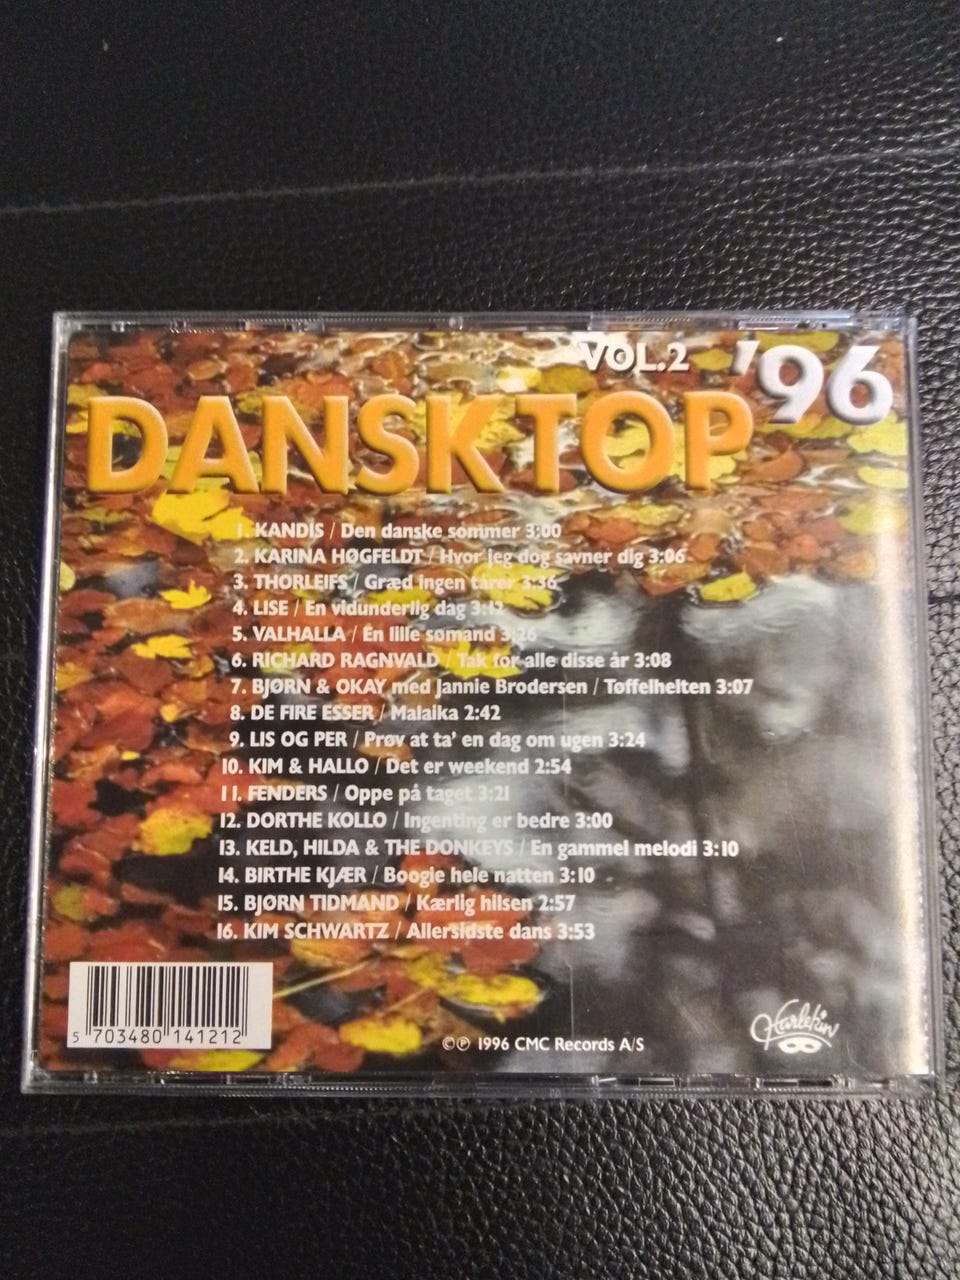 VOL.2 '96
DANSKTOP
1. KANDIS / Den danske sommer 3:00
2. KARINA HØGFELDT / Hvor jeg dog savner dig 3:06
3. THORLEIFS / Græd ingen tårer 3:36
4. LISE / En vidunderlig dag 3:12
5. VALHALLA / En lille sømand 3:26
6. RICHARD RAGNVALD / Tak for alle disse år 3:08
7. BJØRN & OKAY med Jannie Brodersen / Tøffelhelten 3:07
8. DE FIRE ESSER / Malaika 2:42
9. LIS OG PER / Prøv at ta' en dag om ugen 3:24
10. KIM & HALLO / Det er weekend 2:54
11. FENDERS / Oppe på taget 3:21
12. DORTHE KOLLO / Ingenting er bedre 3:00
13. KELD, HILDA & THE DONKEYS / En gammel melodi 3:10
14. BIRTHE KJÆR / Boogie hele natten 3:10
15. BJØRN TIDMAND / Kærlig hilsen 2:57
16. KIM SCHWARTZ / Allersidste dans 3:53
5 703480 141212
©℗ 1996 CMC Records A/S
Harlekin